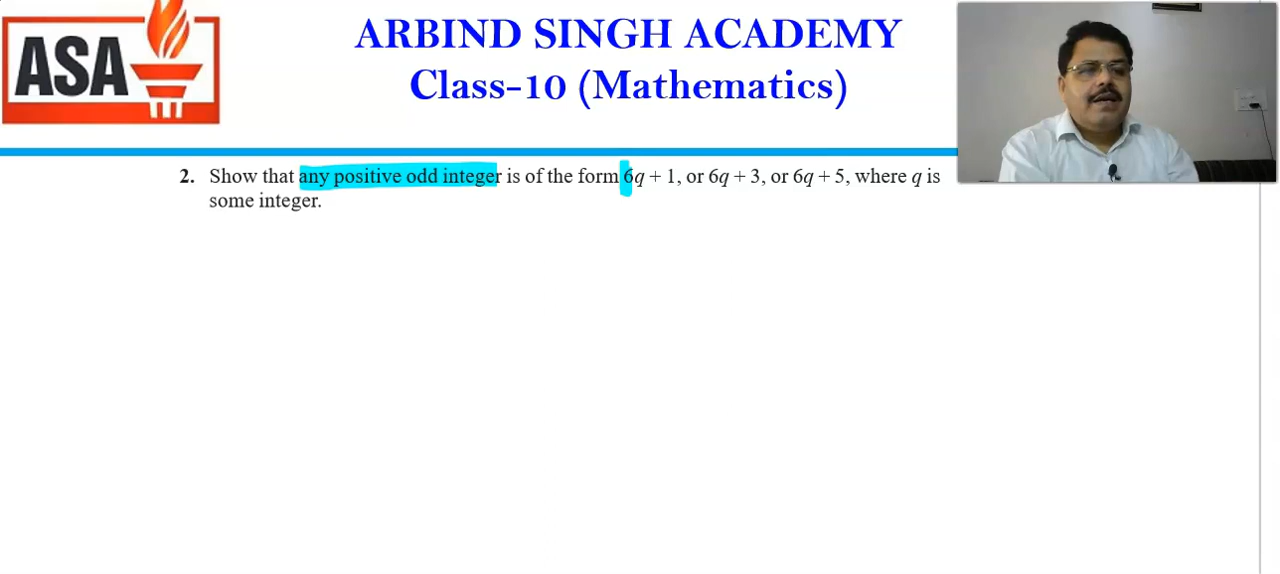 ASA
ARBIND SINGH ACADEMY
Class-10 (Mathematics)
2. Show that any positive odd integer is of the form 6q + 1, or 6q + 3, or 6q + 5, where q is
some integer.